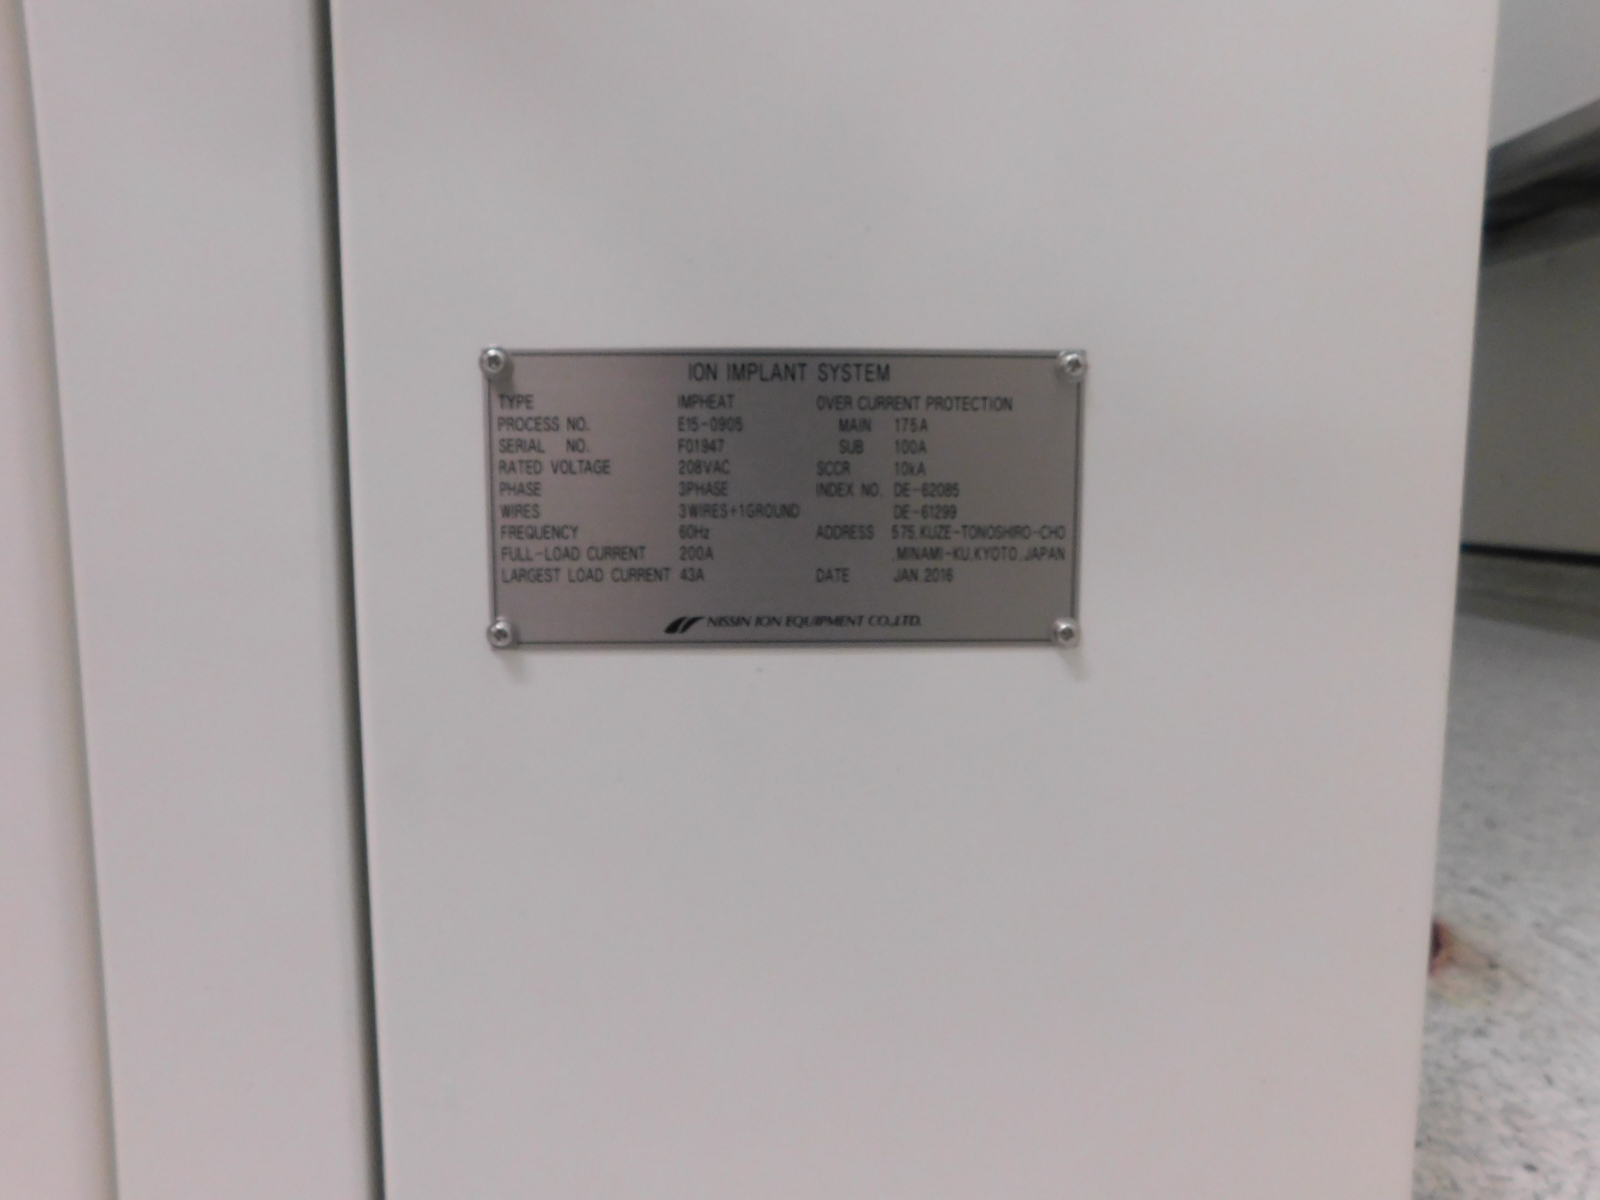 ION IMPLANT SYSTEM
TYPE IMPHEAT OVER CURRENT PROTECTION
PROCESS NO. E15-0905 MAIN 175A
SERIAL NO. F01947 SUB 100A
RATED VOLTAGE 208VAC SCCR 10kA
PHASE 3PHASE INDEX NO. DE-62085
WIRES 3WIRES+1GROUND DE-61299
FREQUENCY 60Hz ADDRESS 575,KUZE-TONOSHIRO-CHO
FULL-LOAD CURRENT 200A ,MINAMI-KU,KYOTO,JAPAN
LARGEST LOAD CURRENT 43A DATE JAN.2016
NISSIN ION EQUIPMENT CO.,LTD.